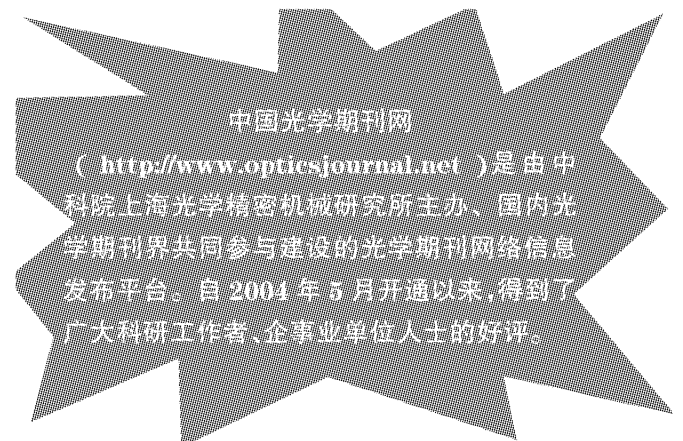 中国光学期刊网
( http://www.opticsjournal.net )是由中
科院上海光学精密机械研究所主办、国内光
学期刊界共同参与建设的光学期刊网络信息
发布平台。自 2004 年 5 月开通以来,得到了
广大科研工作者、企事业单位人士的好评。